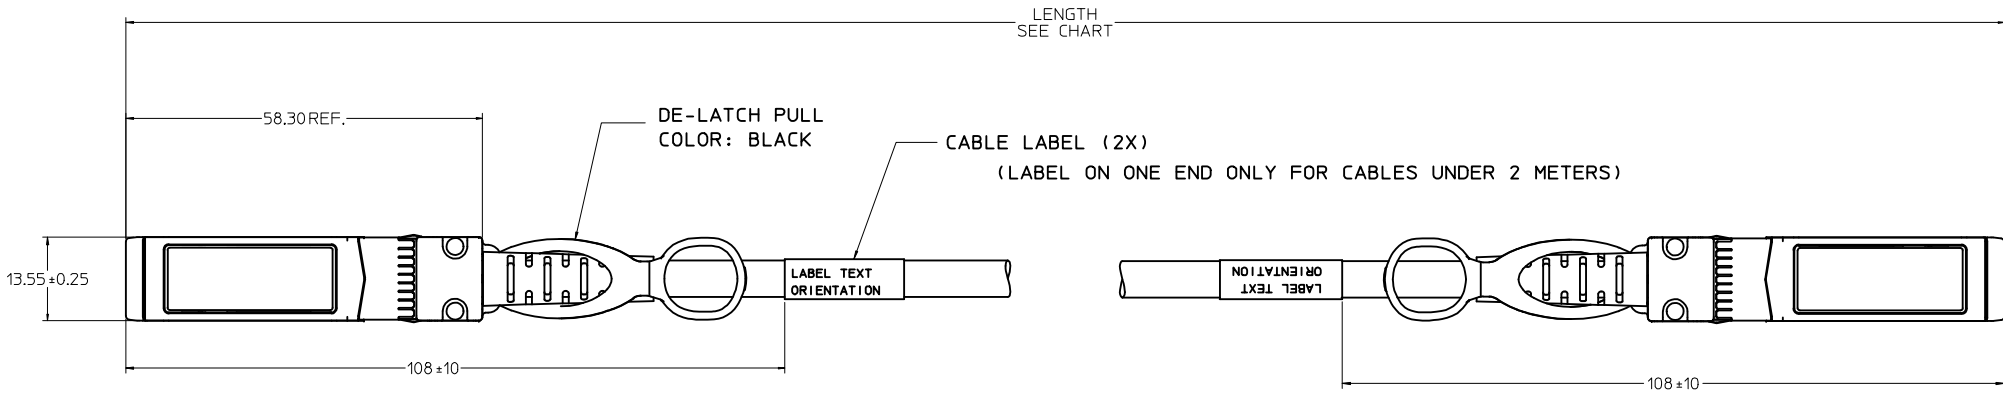 LENGTH
SEE CHART
58.30 REF.
DE-LATCH PULL
COLOR: BLACK
CABLE LABEL (2X)
(LABEL ON ONE END ONLY FOR CABLES UNDER 2 METERS)
13.55±0.25
LABEL TEXT
ORIENTATION
LABEL TEXT
ORIENTATION
108±10
108±10